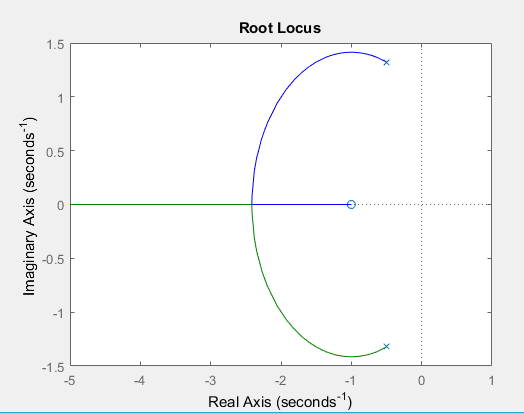 Root Locus
Imaginary Axis (seconds⁻¹)
1.5
1
0.5
0
-0.5
-1
-1.5
-5 -4 -3 -2 -1 0 1
Real Axis (seconds⁻¹)